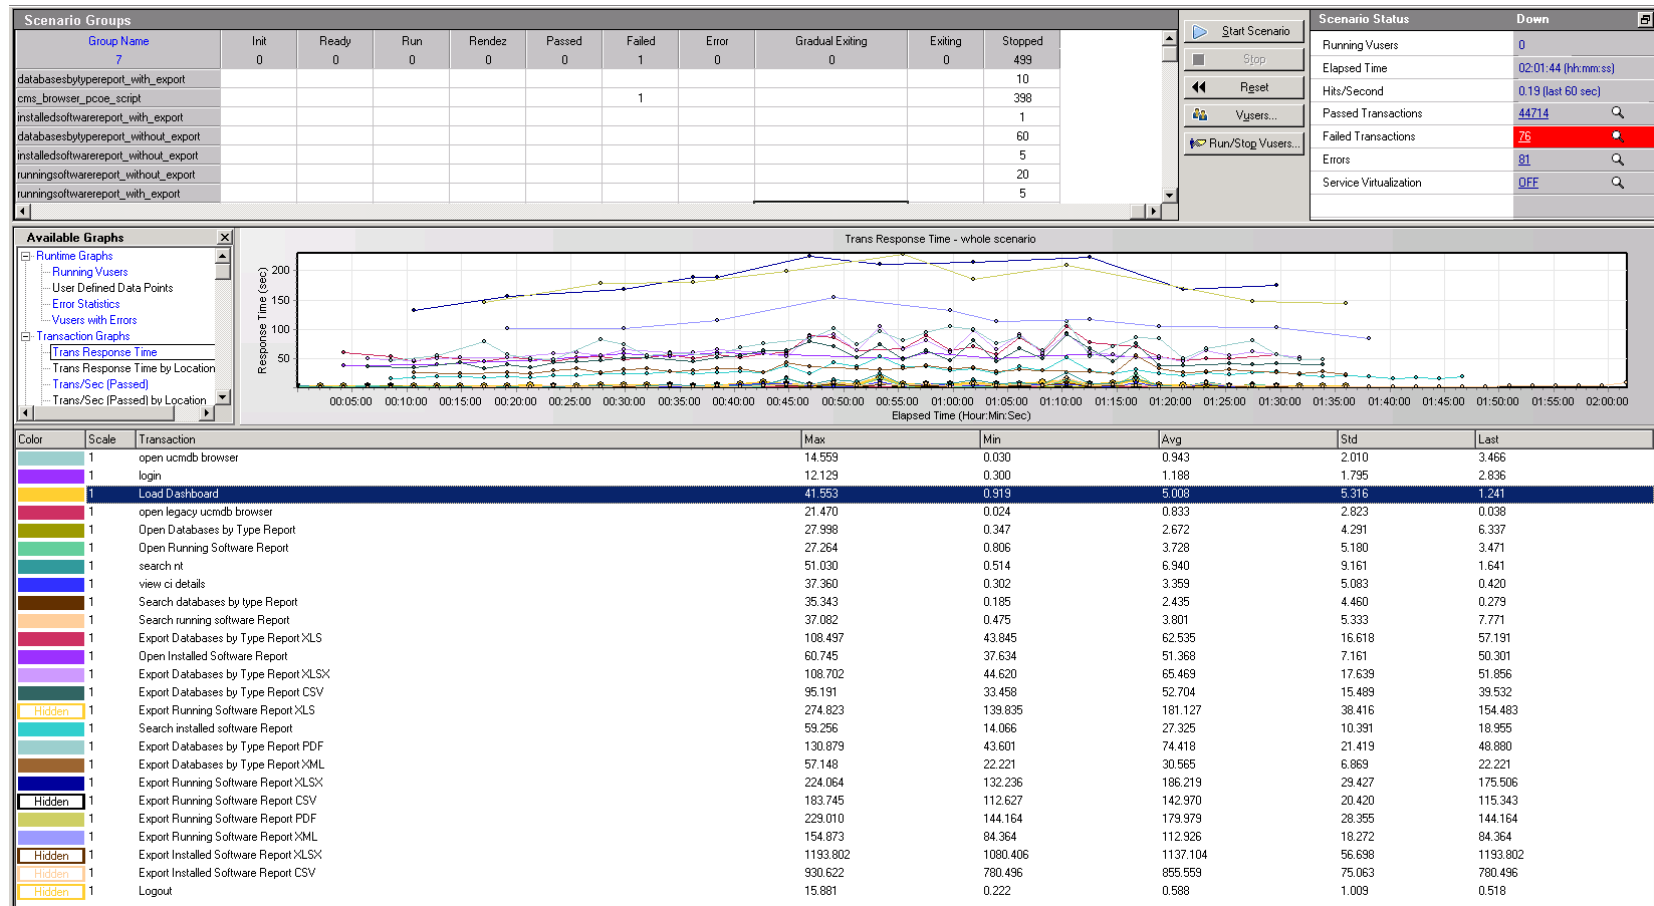 Scenario Groups
Group Name Init Ready Run Rendez Passed Failed Error Gradual Exiting Exiting Stopped
7 0 0 0 0 0 1 0 0 0 499
databasesbytypereport_with_export 10
cms_browser_pcoe_script 1 398
installedsoftwarereport_with_export 1
databasesbytypereport_without_export 60
installedsoftwarereport_without_export 5
runningsoftwarereport_without_export 20
runningsoftwarereport_with_export 5
Start Scenario
Stop
Reset
Vusers...
Run/Stop Vusers...
Scenario Status Down
Running Vusers 0
Elapsed Time 02:01:44 (hh:mm:ss)
Hits/Second 0.19 (last 60 sec)
Passed Transactions 44714
Failed Transactions 76
Errors 81
Service Virtualization OFF
Available Graphs
Runtime Graphs
Running Vusers
User Defined Data Points
Error Statistics
Vusers with Errors
Transaction Graphs
Trans Response Time
Trans Response Time by Location
Trans/Sec (Passed)
Trans/Sec (Passed) by Location
Trans Response Time - whole scenario
Response Time (sec)
200
150
100
50
00:05:00 00:10:00 00:15:00 00:20:00 00:25:00 00:30:00 00:35:00 00:40:00 00:45:00 00:50:00 00:55:00 01:00:00 01:05:00 01:10:00 01:15:00 01:20:00 01:25:00 01:30:00 01:35:00 01:40:00 01:45:00 01:50:00 01:55:00 02:00:00
Elapsed Time (Hour:Min:Sec)
Color Scale Transaction Max Min Avg Std Last
1 open ucmdb browser 14.559 0.030 0.943 2.010 3.466
1 login 12.129 0.300 1.188 1.795 2.836
1 Load Dashboard 41.553 0.919 5.008 5.316 1.241
1 open legacy ucmdb browser 21.470 0.024 0.833 2.823 0.038
1 Open Databases by Type Report 27.998 0.347 2.672 4.291 6.337
1 Open Running Software Report 27.264 0.806 3.728 5.180 3.471
1 search nt 51.030 0.514 6.940 9.161 1.641
1 view ci details 37.360 0.302 3.359 5.083 0.420
1 Search databases by type Report 35.343 0.185 2.435 4.460 0.279
1 Search running software Report 37.082 0.475 3.801 5.333 7.771
1 Export Databases by Type Report XLS 108.497 43.845 62.535 16.618 57.191
1 Open Installed Software Report 60.745 37.634 51.368 7.161 50.301
1 Export Databases by Type Report XLSX 108.702 44.620 65.469 17.639 51.856
1 Export Databases by Type Report CSV 95.191 33.458 52.704 15.489 39.532
Hidden 1 Export Running Software Report XLS 274.823 139.835 181.127 38.416 154.483
1 Search installed software Report 59.256 14.066 27.325 10.391 18.955
1 Export Databases by Type Report PDF 130.879 43.601 74.418 21.419 48.880
1 Export Databases by Type Report XML 57.148 22.221 30.565 6.869 22.221
1 Export Running Software Report XLSX 224.064 132.236 186.219 29.427 175.506
Hidden 1 Export Running Software Report CSV 183.745 112.627 142.970 20.420 115.343
1 Export Running Software Report PDF 229.010 144.164 179.979 28.355 144.164
1 Export Running Software Report XML 154.873 84.364 112.926 18.272 84.364
Hidden 1 Export Installed Software Report XLSX 1193.802 1080.406 1137.104 56.698 1193.802
Hidden 1 Export Installed Software Report CSV 930.622 780.496 855.559 75.063 780.496
Hidden 1 Logout 15.881 0.222 0.588 1.009 0.518